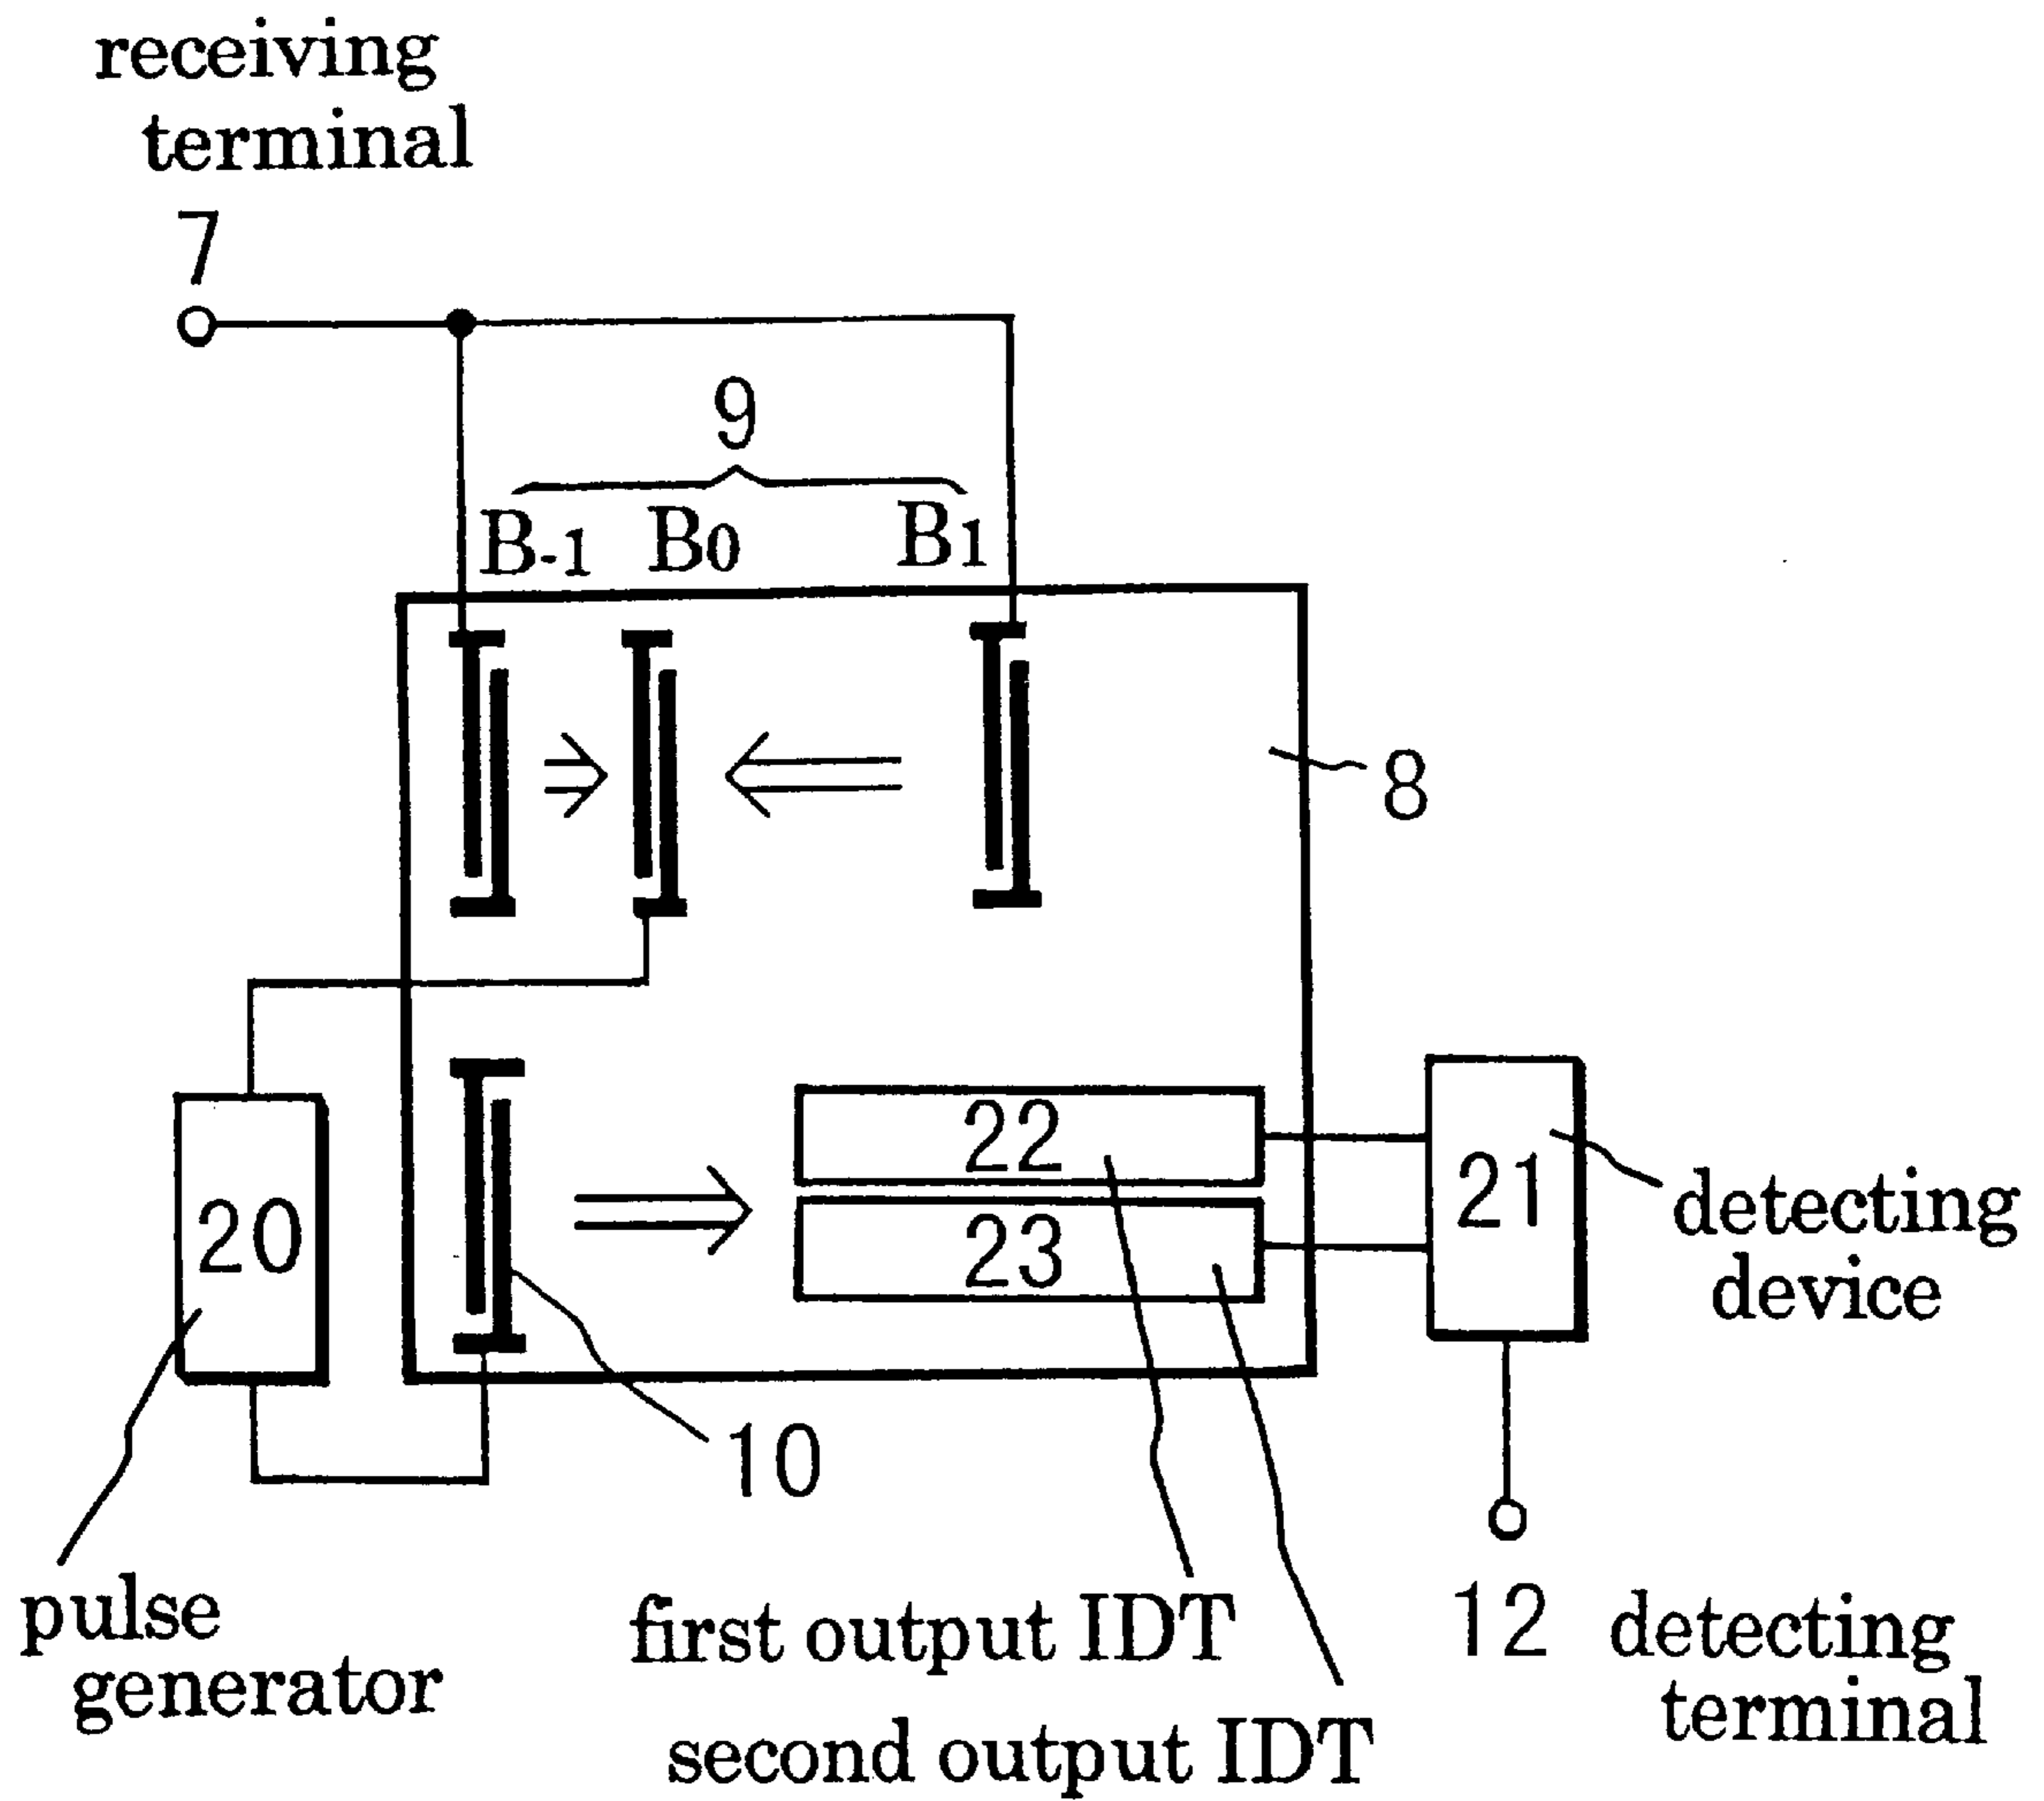 receiving
terminal
7
9
B-1 B0 B1
8
22
21
20
23
detecting
device
10
pulse
generator
first output IDT
second output IDT
12 detecting
terminal